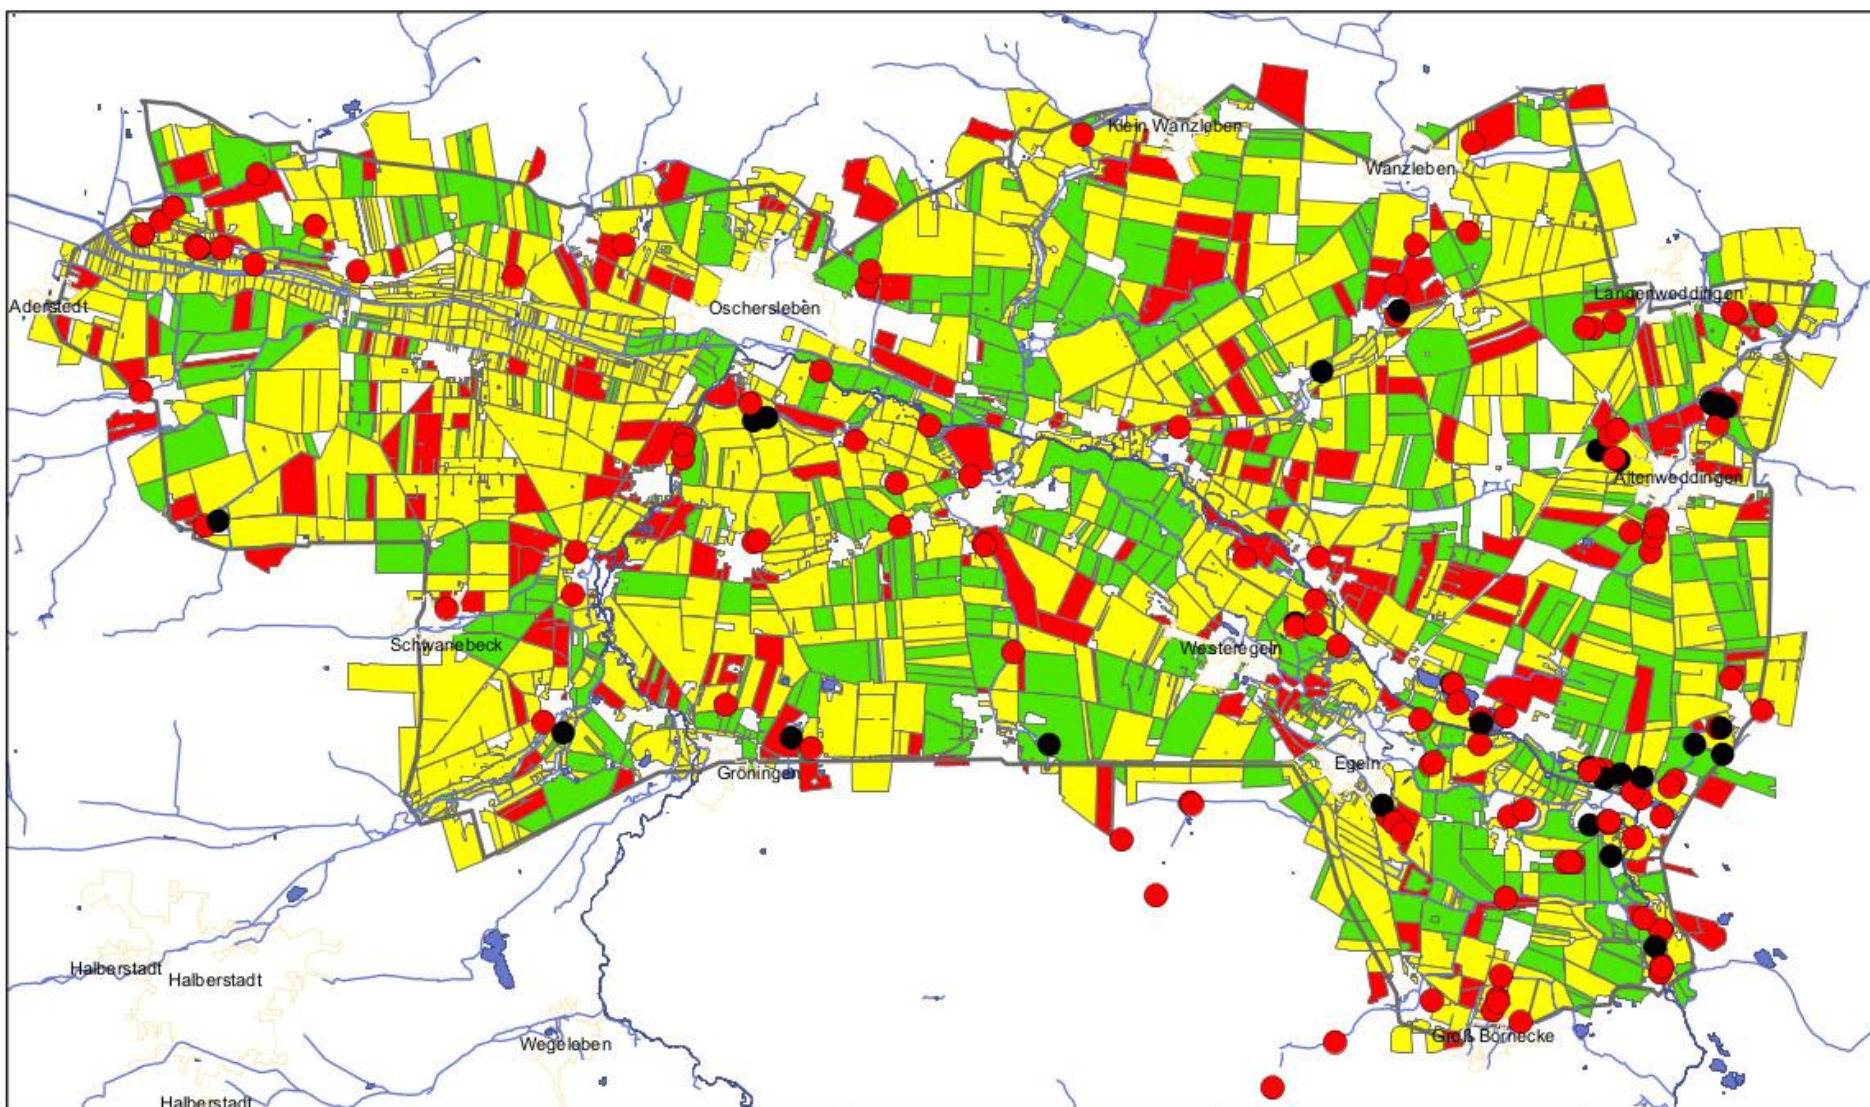 Klein Wanzleben
Wanzleben
Langenweddingen
Aderstedt
Oschersleben
Altenweddingen
Schwanebeck
Westeregeln
Egeln
Gröningen
Halberstadt
Halberstadt
Groß Börnecke
Wegeleben
Halberstadt